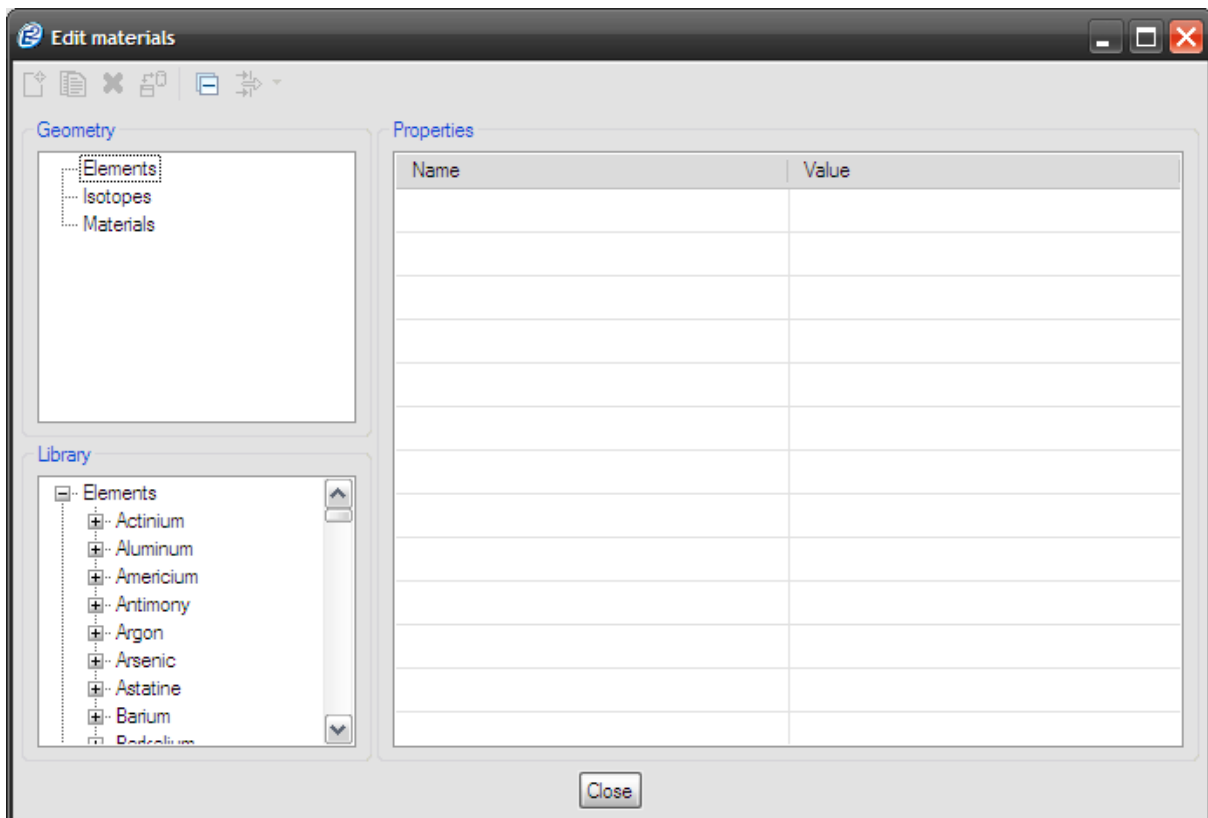 Edit materials
Geometry
Elements
Isotopes
Materials
Properties
Name Value
Library
Elements
Actinium
Aluminum
Americium
Antimony
Argon
Arsenic
Astatine
Barium
Close